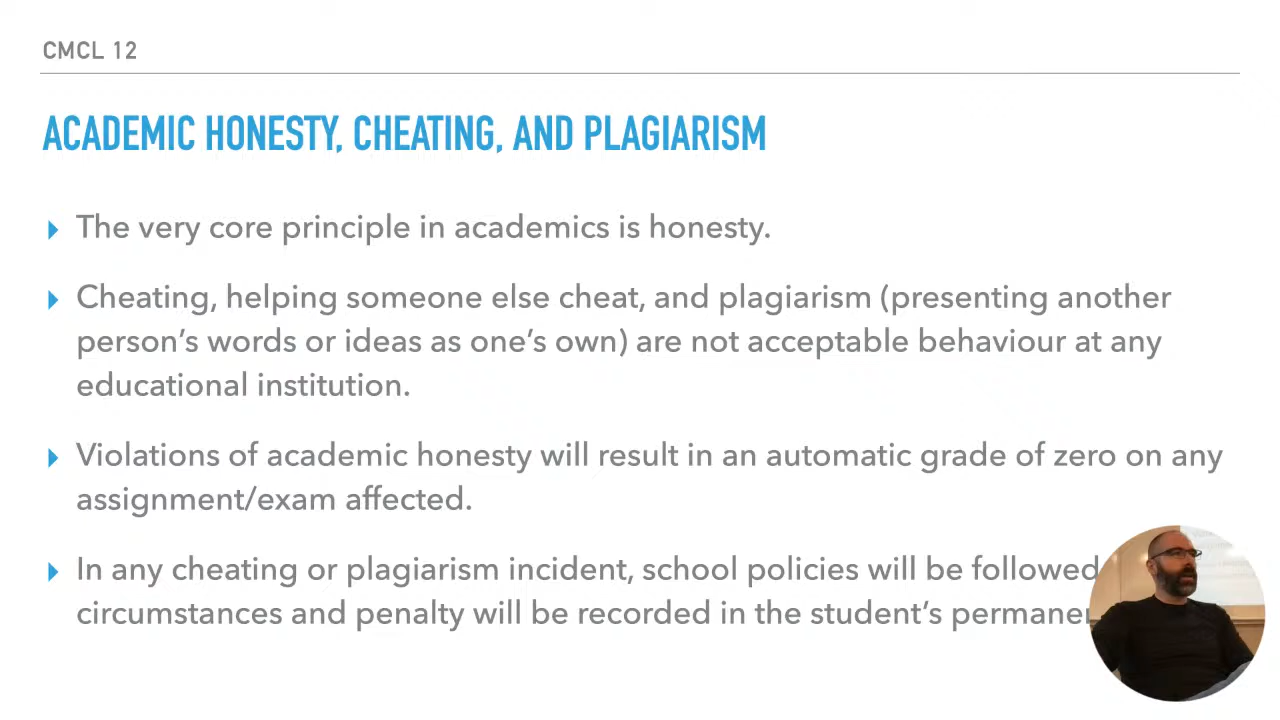 CMCL 12
ACADEMIC HONESTY, CHEATING, AND PLAGIARISM
The very core principle in academics is honesty.
Cheating, helping someone else cheat, and plagiarism (presenting another
person's words or ideas as one's own) are not acceptable behaviour at any
educational institution.
Violations of academic honesty will result in an automatic grade of zero on any
assignment/exam affected.
In any cheating or plagiarism incident, school policies will be followed
circumstances and penalty will be recorded in the student's